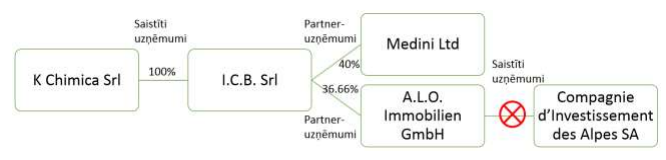 Saistīti
uzņēmumi
Partner-
uzņēmumi
Medini Ltd
K Chimica Srl
100%
I.C.B. Srl
40%
36.66%
Saistīti
uzņēmumi
Partner-
uzņēmumi
A.L.O.
Immobilien
GmbH
Compagnie
d’Investissement
des Alpes SA